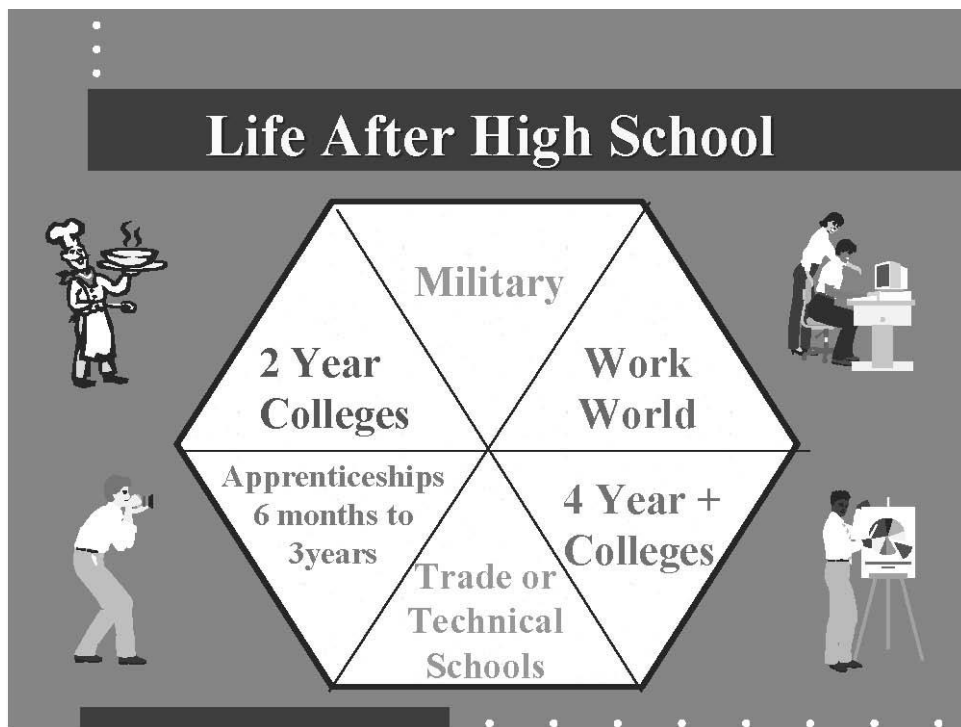 Life After High School
Military
2 Year
Colleges
Work
World
Apprenticeships
6 months to
3years
4 Year +
Colleges
Trade or
Technical
Schools